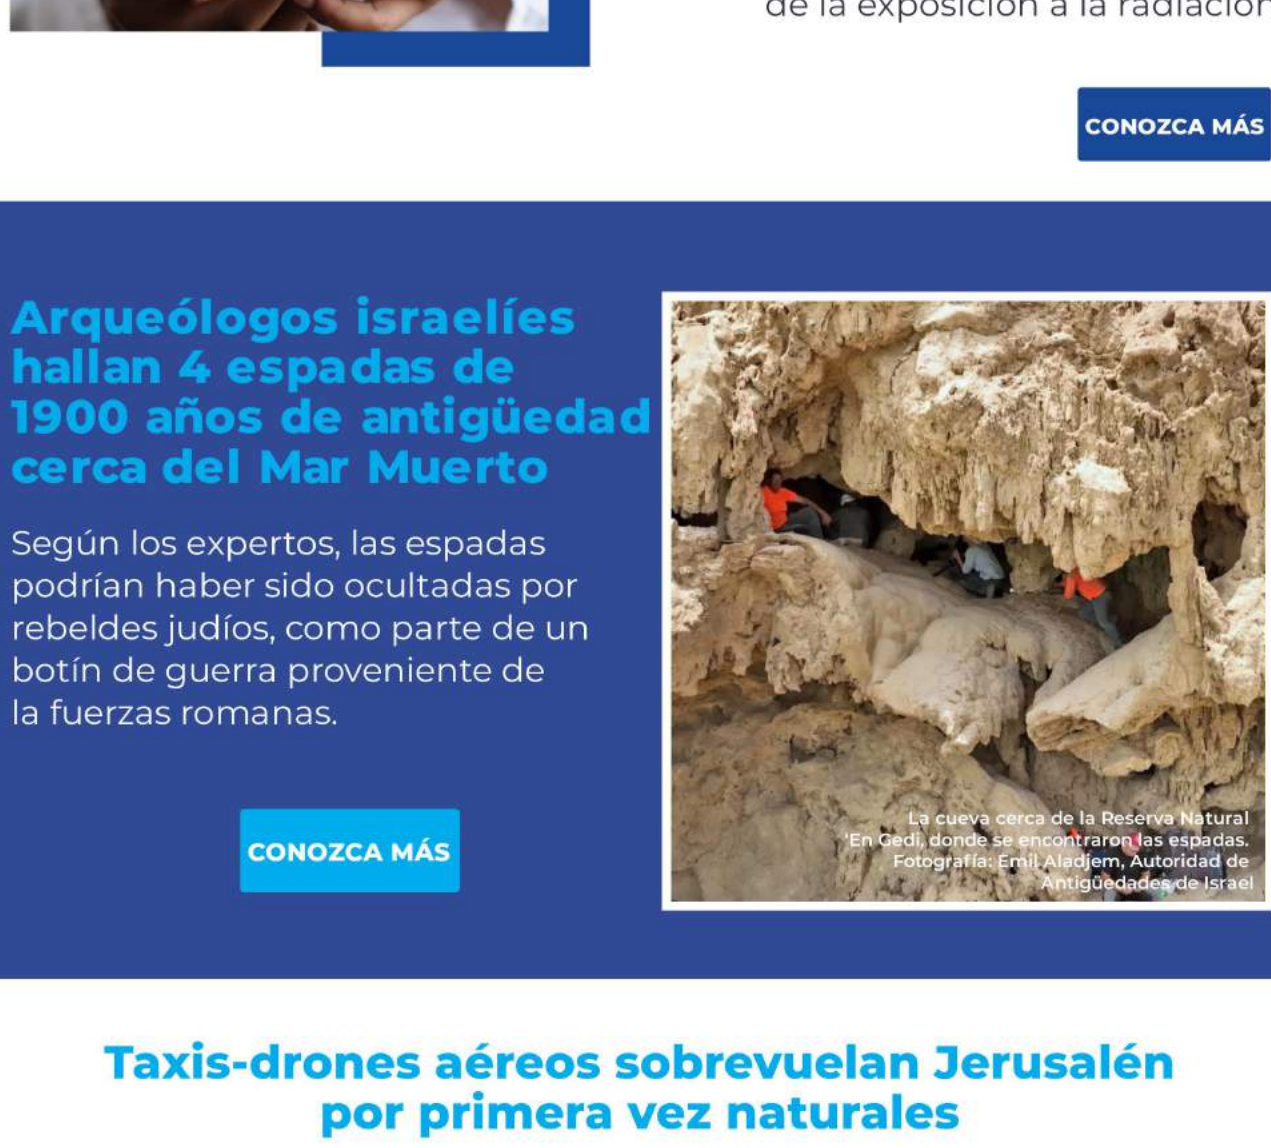 de la exposición a la radiación
CONOZCA MÁS
Arqueólogos israelíes
hallan 4 espadas de
1900 años de antigüedad
cerca del Mar Muerto
Según los expertos, las espadas
podrían haber sido ocultadas por
rebeldes judíos, como parte de un
botín de guerra proveniente de
la fuerzas romanas.
CONOZCA MÁS
La cueva cerca de la Reserva Natural
'En Gedi, donde se encontraron las espadas.
Fotografía: Emil Aladjem, Autoridad de
Antigüedades de Israel
Taxis-drones aéreos sobrevuelan Jerusalén
por primera vez naturales